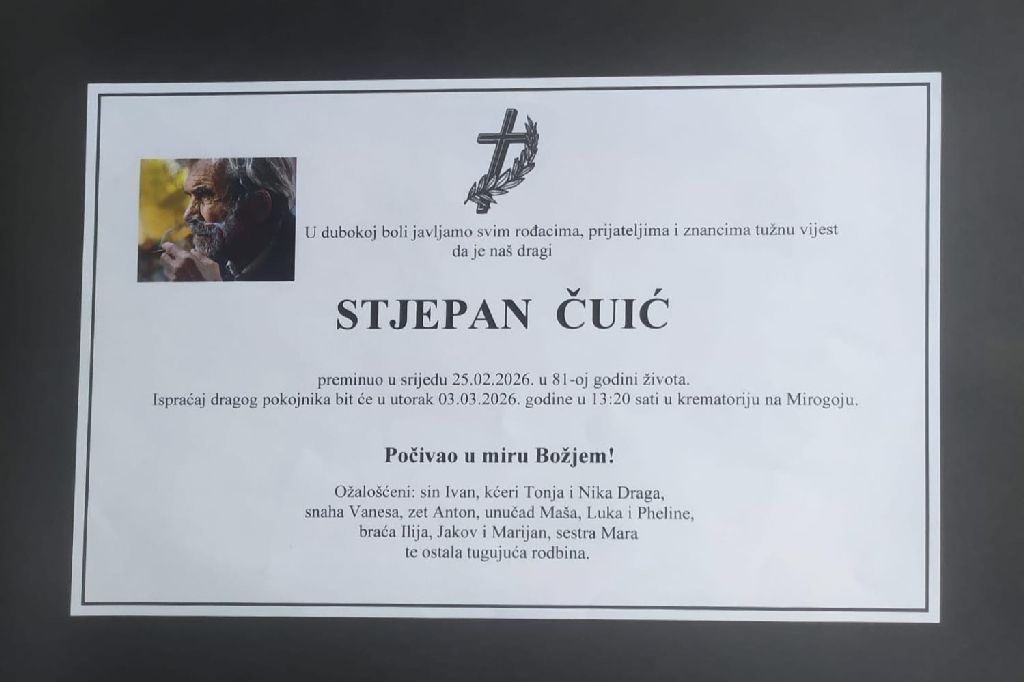 U dubokoj boli javljamo svim rođacima, prijateljima i znancima tužnu vijest
da je naš dragi
STJEPAN ČUIĆ
preminuo u srijedu 25.02.2026. u 81-oj godini života.
Ispraćaj dragog pokojnika bit će u utorak 03.03.2026. godine u 13:20 sati u krematoriju na Mirogoju.
Počivao u miru Božjem!
Ožalošćeni: sin Ivan, kćeri Tonja i Nika Draga,
snaha Vanesa, zet Anton, unučad Maša, Luka i Pheline,
braća Ilija, Jakov i Marijan, sestra Mara
te ostala tugujuća rodbina.